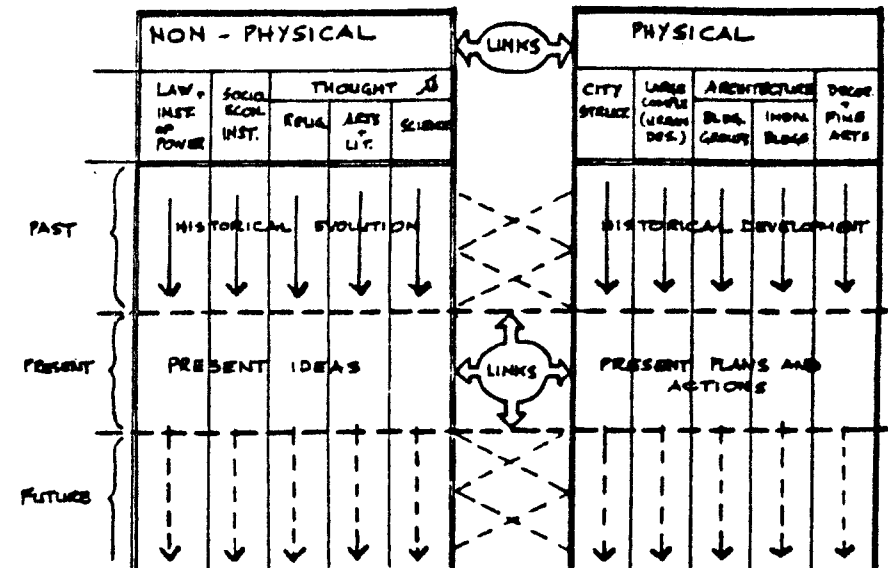 NON - PHYSICAL
LINKS
PHYSICAL
LAW +
INST.
OF
POWER
SOCIO
ECON.
INST.
THOUGHT
RELIG.
ARTS
+
LIT.
SCIENCE
CITY
STRUCT.
LARGE
COMPLE
(URBAN
DES.)
ARCHITECTURE
BLDG.
GROUPS
INDIV.
BLDGS.
DECOR.
+
FINE
ARTS
PAST
HISTORICAL EVOLUTION
HISTORICAL DEVELOPMENT
PRESENT
PRESENT IDEAS
LINKS
PRESENT PLANS AND
ACTIONS
FUTURE